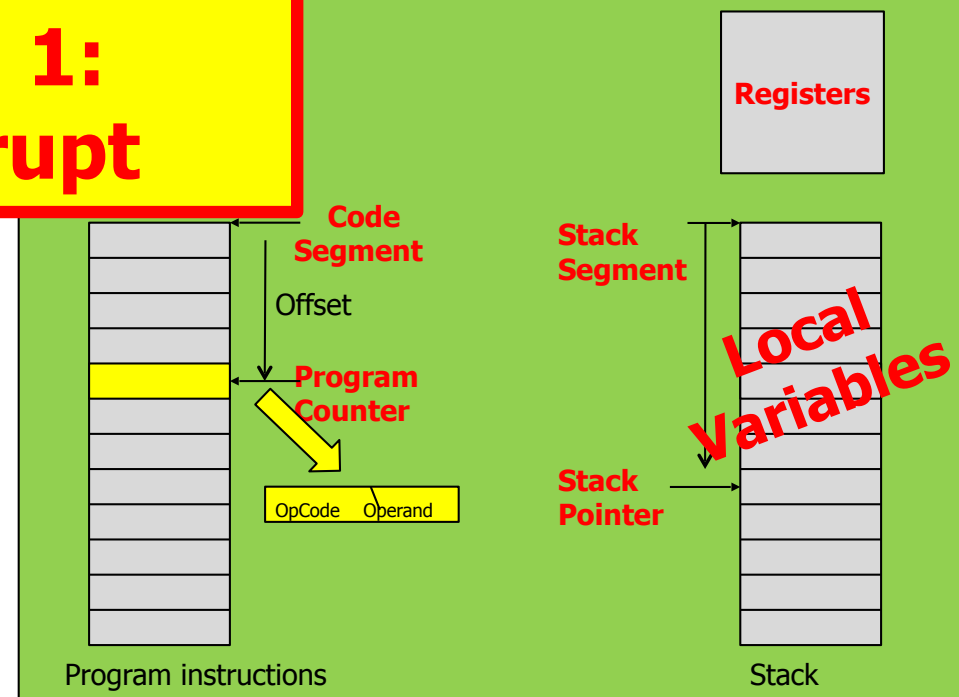 1:
rupt
Registers
Code
Segment
Offset
Program
Counter
OpCode Operand
Program instructions
Stack
Segment
Local
Variables
Stack
Pointer
Stack